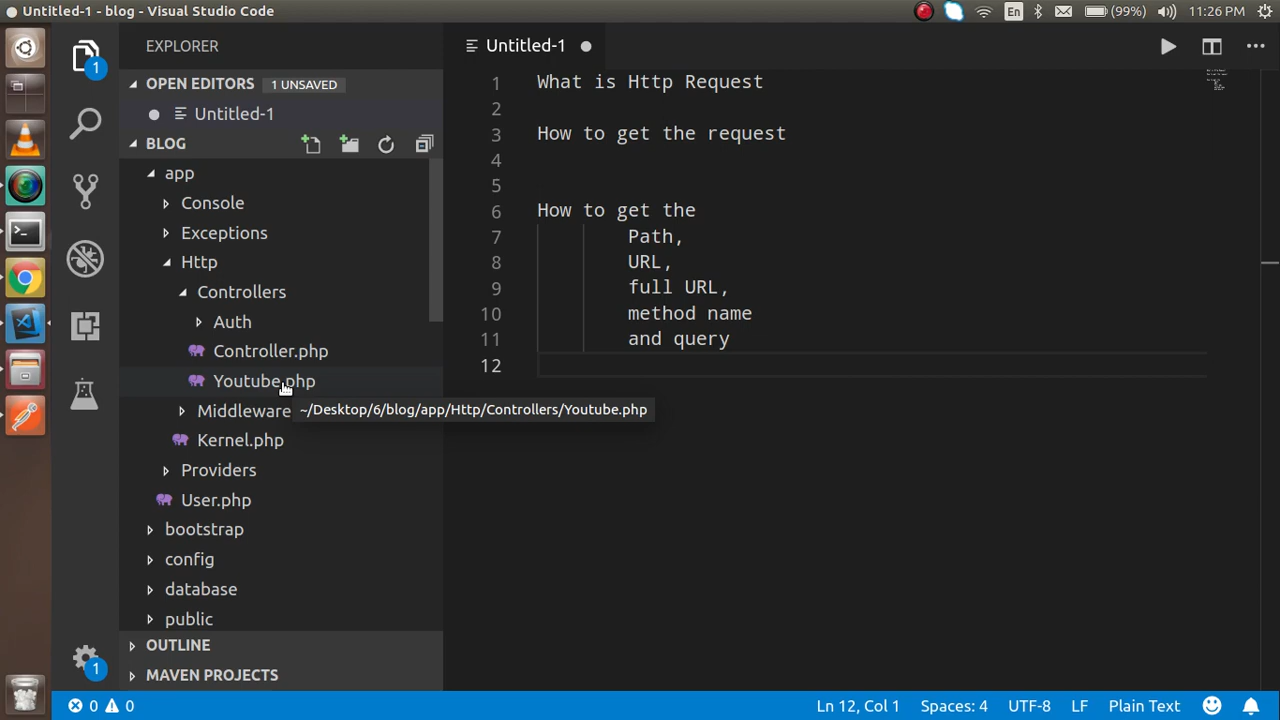 Untitled-1 - blog - Visual Studio Code
En
(99%)
11:26 PM
1
EXPLORER
OPEN EDITORS
1 UNSAVED
Untitled-1
BLOG
app
Console
Exceptions
Http
Controllers
Auth
Controller.php
Youtube.php
Middleware
~/Desktop/6/blog/app/Http/Controllers/Youtube.php
Kernel.php
Providers
User.php
bootstrap
config
database
public
OUTLINE
MAVEN PROJECTS
1
Untitled-1
1 What is Http Request
2
3 How to get the request
4
5
6 How to get the
7 Path,
8 URL,
9 full URL,
10 method name
11 and query
12
0 0
Ln 12, Col 1
Spaces: 4
UTF-8
LF
Plain Text